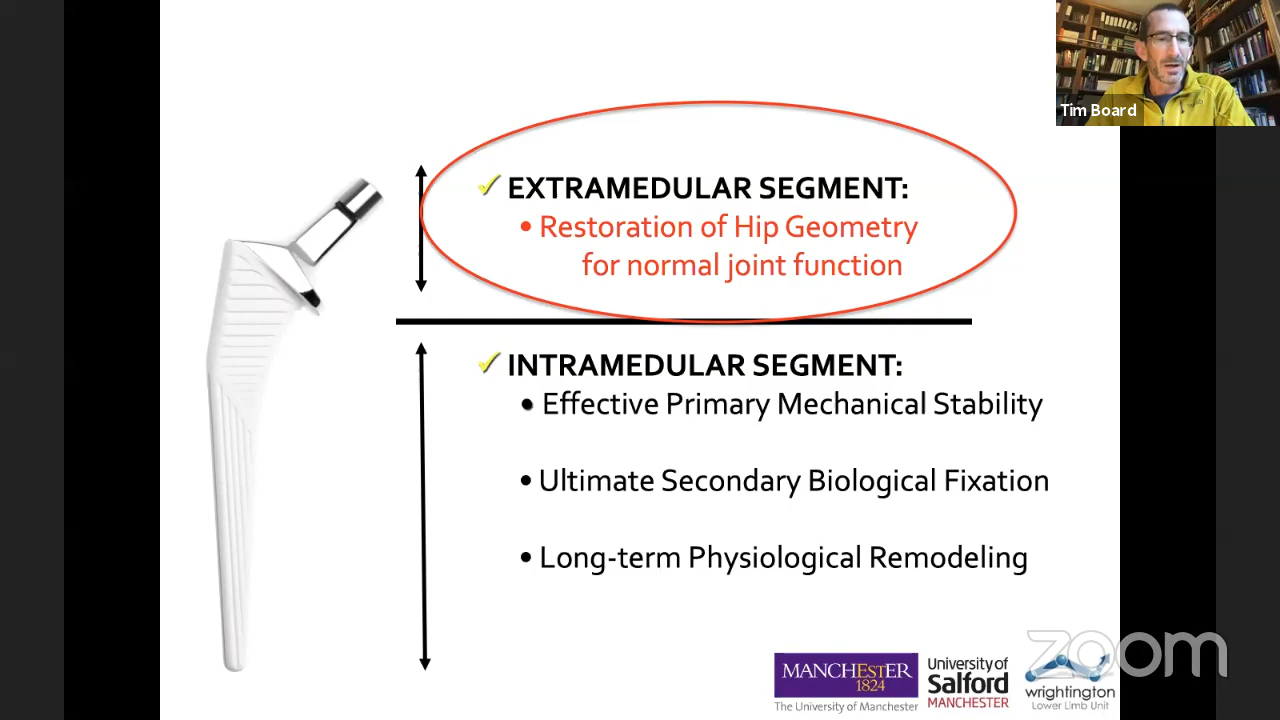 Tim Board
✓ EXTRAMEDULAR SEGMENT:
• Restoration of Hip Geometry
for normal joint function
✓ INTRAMEDULAR SEGMENT:
• Effective Primary Mechanical Stability
• Ultimate Secondary Biological Fixation
• Long-term Physiological Remodeling
MANCHESTER
1824
The University of Manchester
University of
Salford
MANCHESTER
wrightington
Lower Limb Unit
zoom